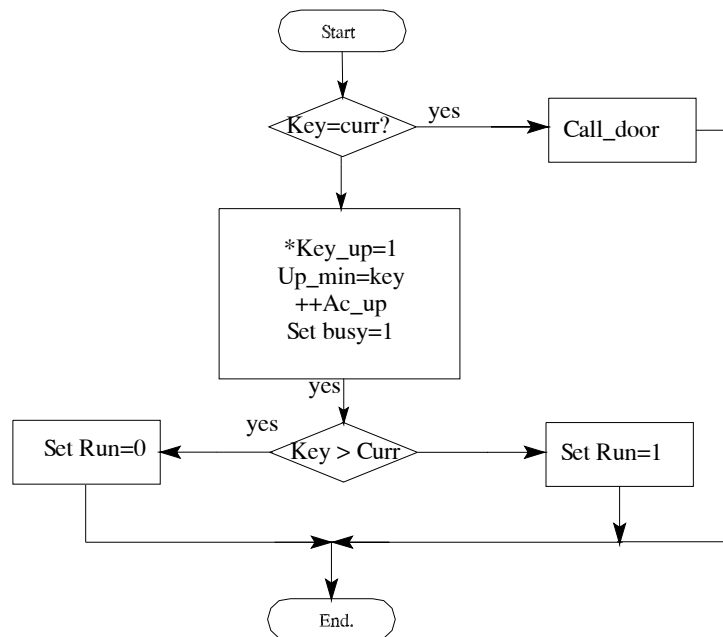 Start
Key=curr?
yes
Call_door
*Key_up=1
Up_min=key
++Ac_up
Set busy=1
yes
yes
Set Run=0
Key > Curr
Set Run=1
End.